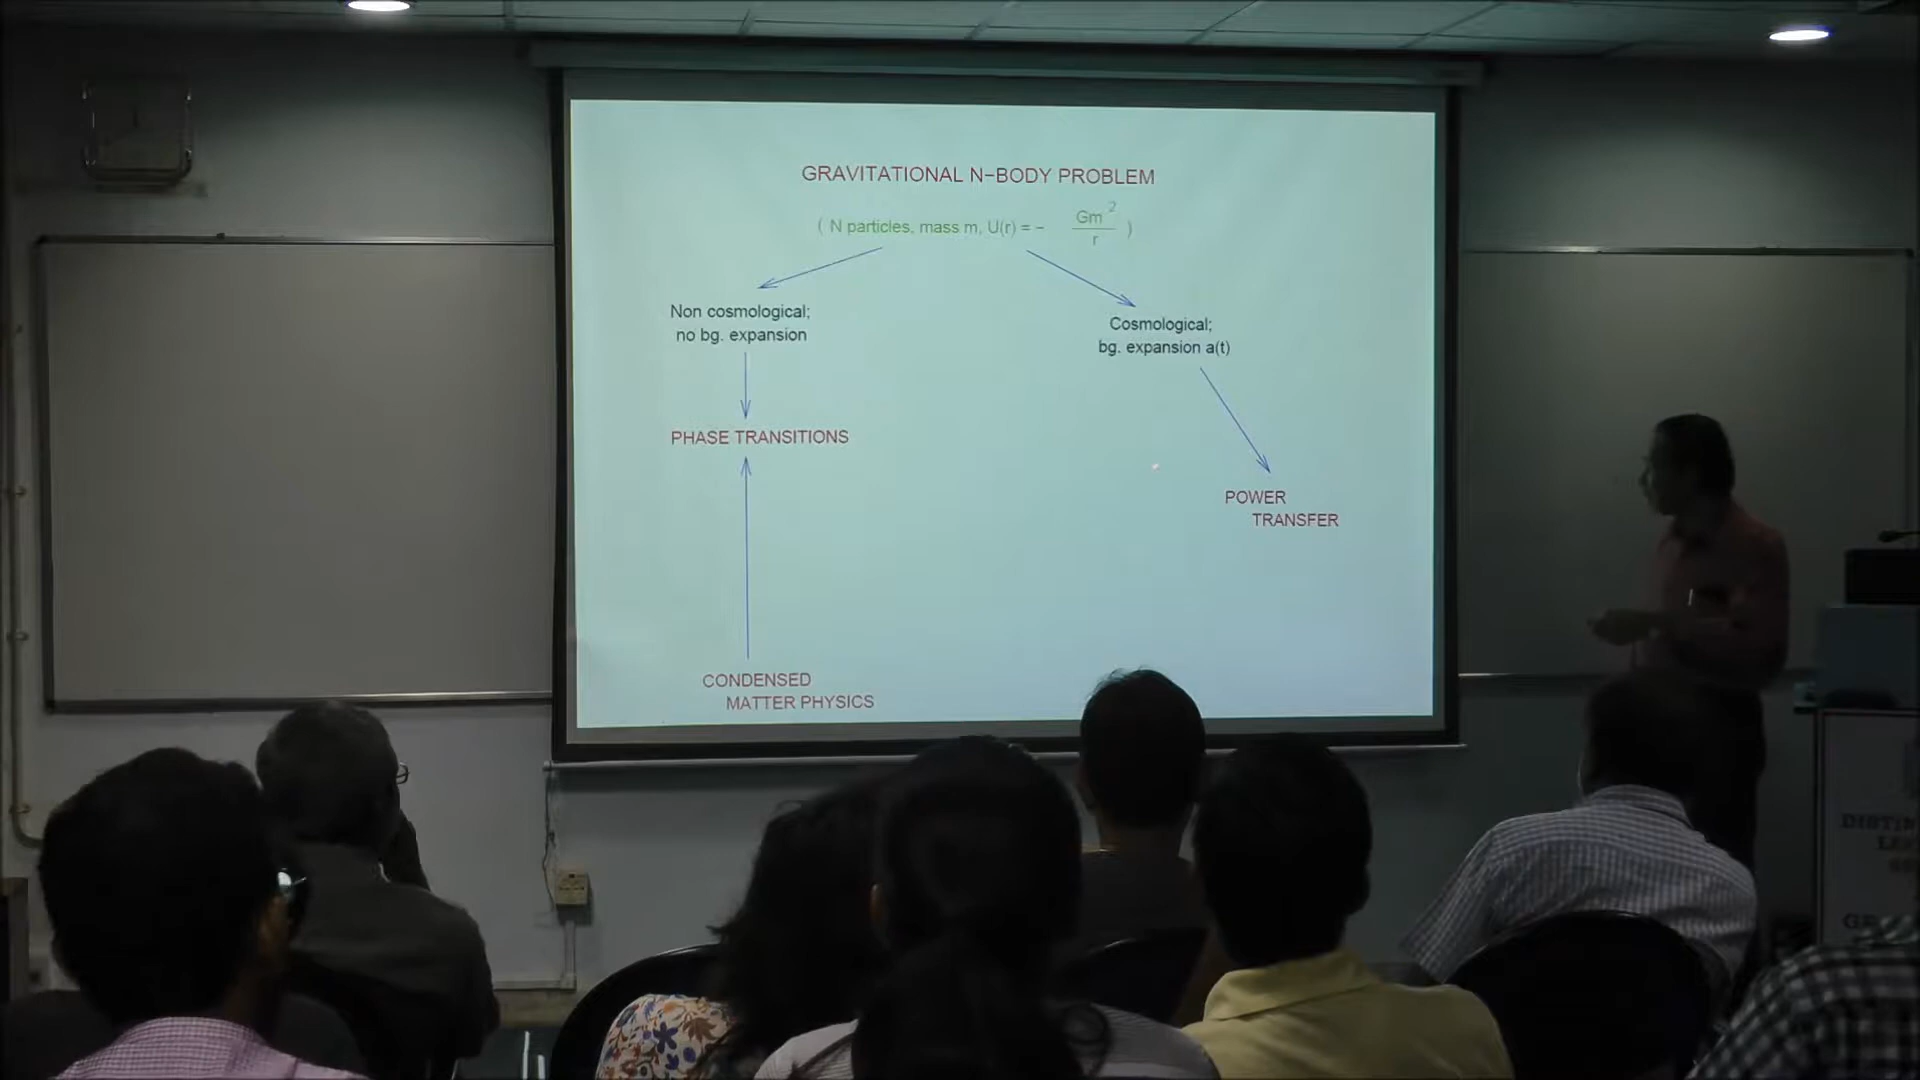 GRAVITATIONAL N-BODY PROBLEM
( N particles, mass m, U(r) = - Gm² / r )
Non cosmological;
no bg. expansion
Cosmological;
bg. expansion a(t)
PHASE TRANSITIONS
POWER
TRANSFER
CONDENSED
MATTER PHYSICS